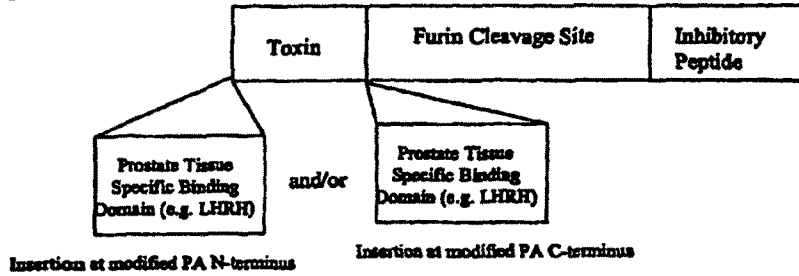 Toxin
Furin Cleavage Site
Inhibitory
Peptide
Prostate Tissue
Specific Binding
Domain (e.g. LHRH)
and/or
Prostate Tissue
Specific Binding
Domain (e.g. LHRH)
Insertion at modified PA N-terminus
Insertion at modified PA C-terminus